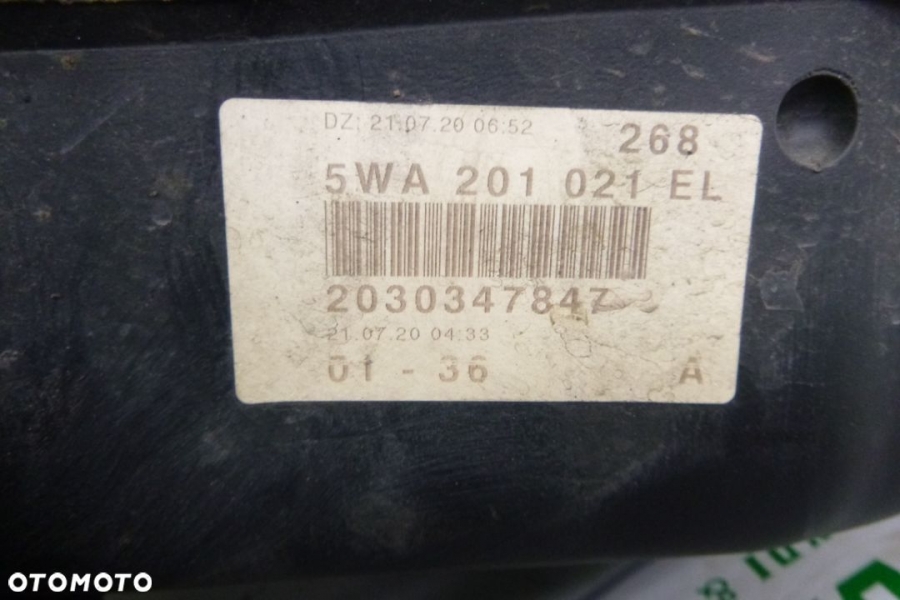 DZ: 21.07.20 06:52
268
5WA 201 021 EL
2030347847
21.07.20 04:33
01 - 36 A
OTOMOTO